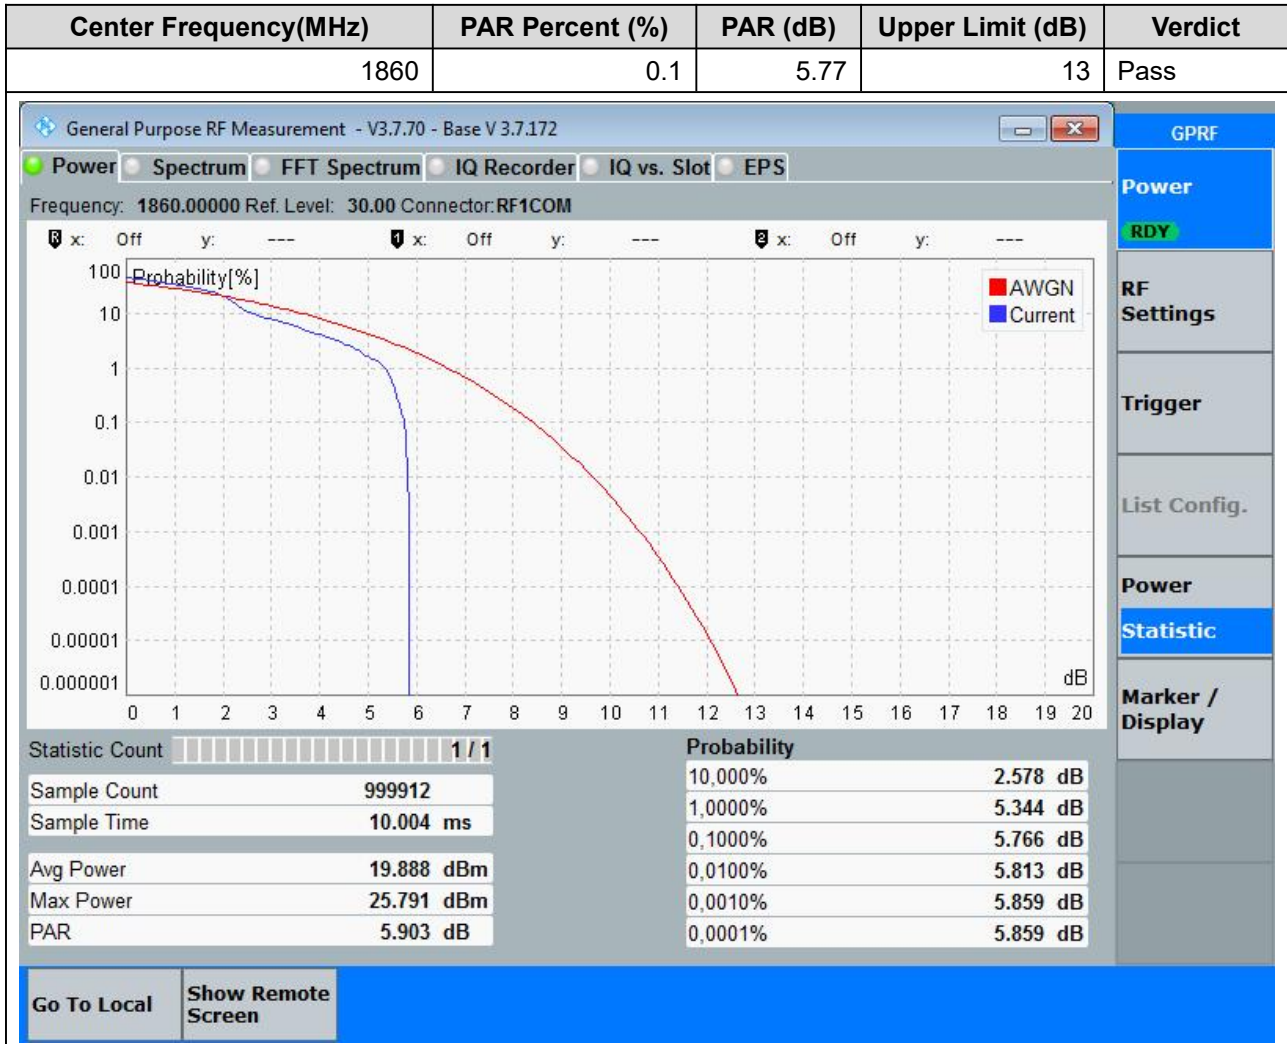 Center Frequency(MHz) PAR Percent (%) PAR (dB) Upper Limit (dB) Verdict
1860 0.1 5.77 13 Pass
General Purpose RF Measurement - V3.7.70 - Base V 3.7.172
GPRF
Power Spectrum FFT Spectrum IQ Recorder IQ vs. Slot EPS
Frequency: 1860.00000 Ref. Level: 30.00 Connector:RF1COM
R x: Off y: --- 1 x: Off y: --- 2 x: Off y: ---
Probability[%]
AWGN
Current
100
10
1
0.1
0.01
0.001
0.0001
0.00001
0.000001
dB
0 1 2 3 4 5 6 7 8 9 10 11 12 13 14 15 16 17 18 19 20
Statistic Count 1 / 1
Sample Count 999912
Sample Time 10.004 ms
Avg Power 19.888 dBm
Max Power 25.791 dBm
PAR 5.903 dB
Probability
10,000% 2.578 dB
1,0000% 5.344 dB
0,1000% 5.766 dB
0,0100% 5.813 dB
0,0010% 5.859 dB
0,0001% 5.859 dB
Power
RDY
RF
Settings
Trigger
List Config.
Power
Statistic
Marker /
Display
Go To Local
Show Remote
Screen